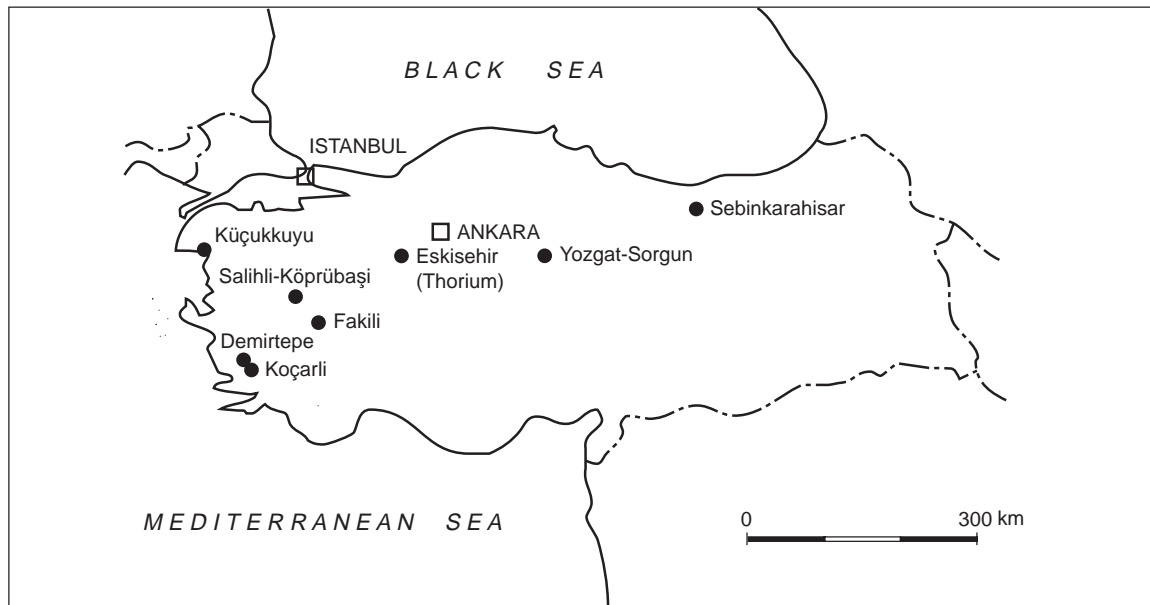 BLACK SEA
ISTANBUL
Sebinkarahisar
ANKARA
Küçukkuyu
Eskisehir
(Thorium)
Yozgat-Sorgun
Salihli-Köprübaşi
Fakili
Demirtepe
Koçarli
MEDITERRANEAN SEA
0
300 km